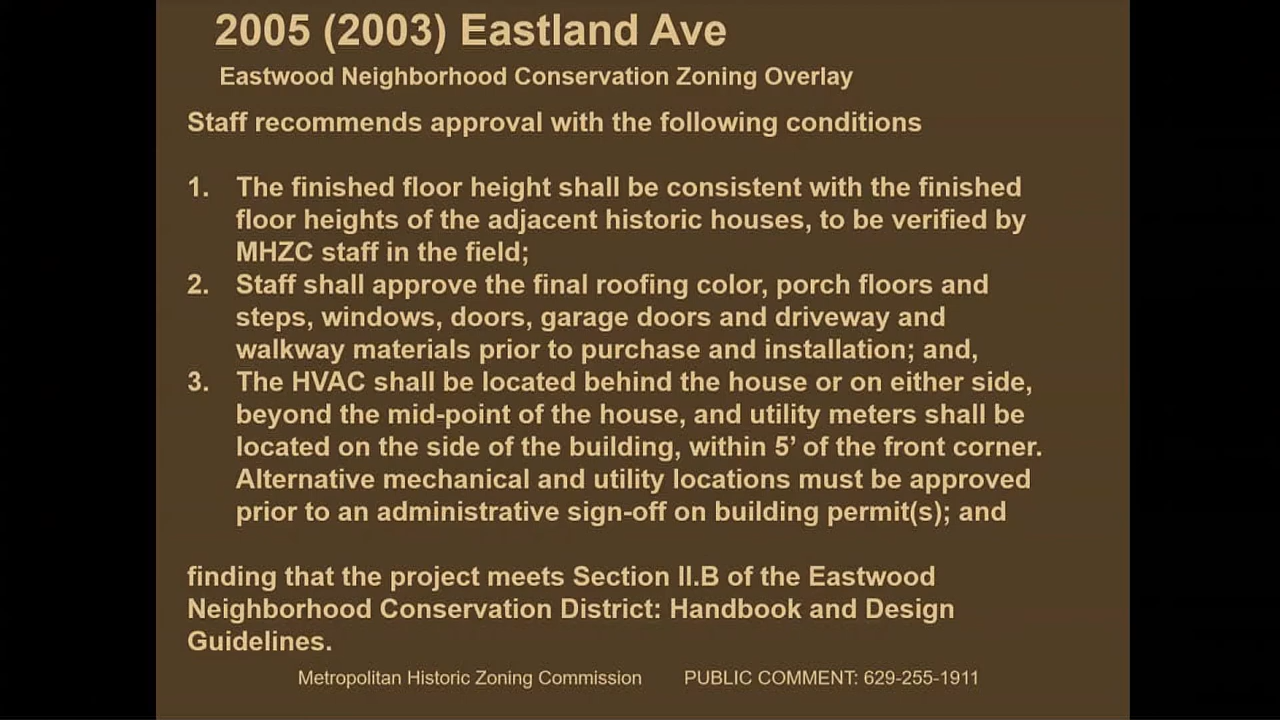 2005 (2003) Eastland Ave
Eastwood Neighborhood Conservation Zoning Overlay
Staff recommends approval with the following conditions
1. The finished floor height shall be consistent with the finished
floor heights of the adjacent historic houses, to be verified by
MHZC staff in the field;
2. Staff shall approve the final roofing color, porch floors and
steps, windows, doors, garage doors and driveway and
walkway materials prior to purchase and installation; and,
3. The HVAC shall be located behind the house or on either side,
beyond the mid-point of the house, and utility meters shall be
located on the side of the building, within 5’ of the front corner.
Alternative mechanical and utility locations must be approved
prior to an administrative sign-off on building permit(s); and
finding that the project meets Section II.B of the Eastwood
Neighborhood Conservation District: Handbook and Design
Guidelines.
Metropolitan Historic Zoning Commission PUBLIC COMMENT: 629-255-1911